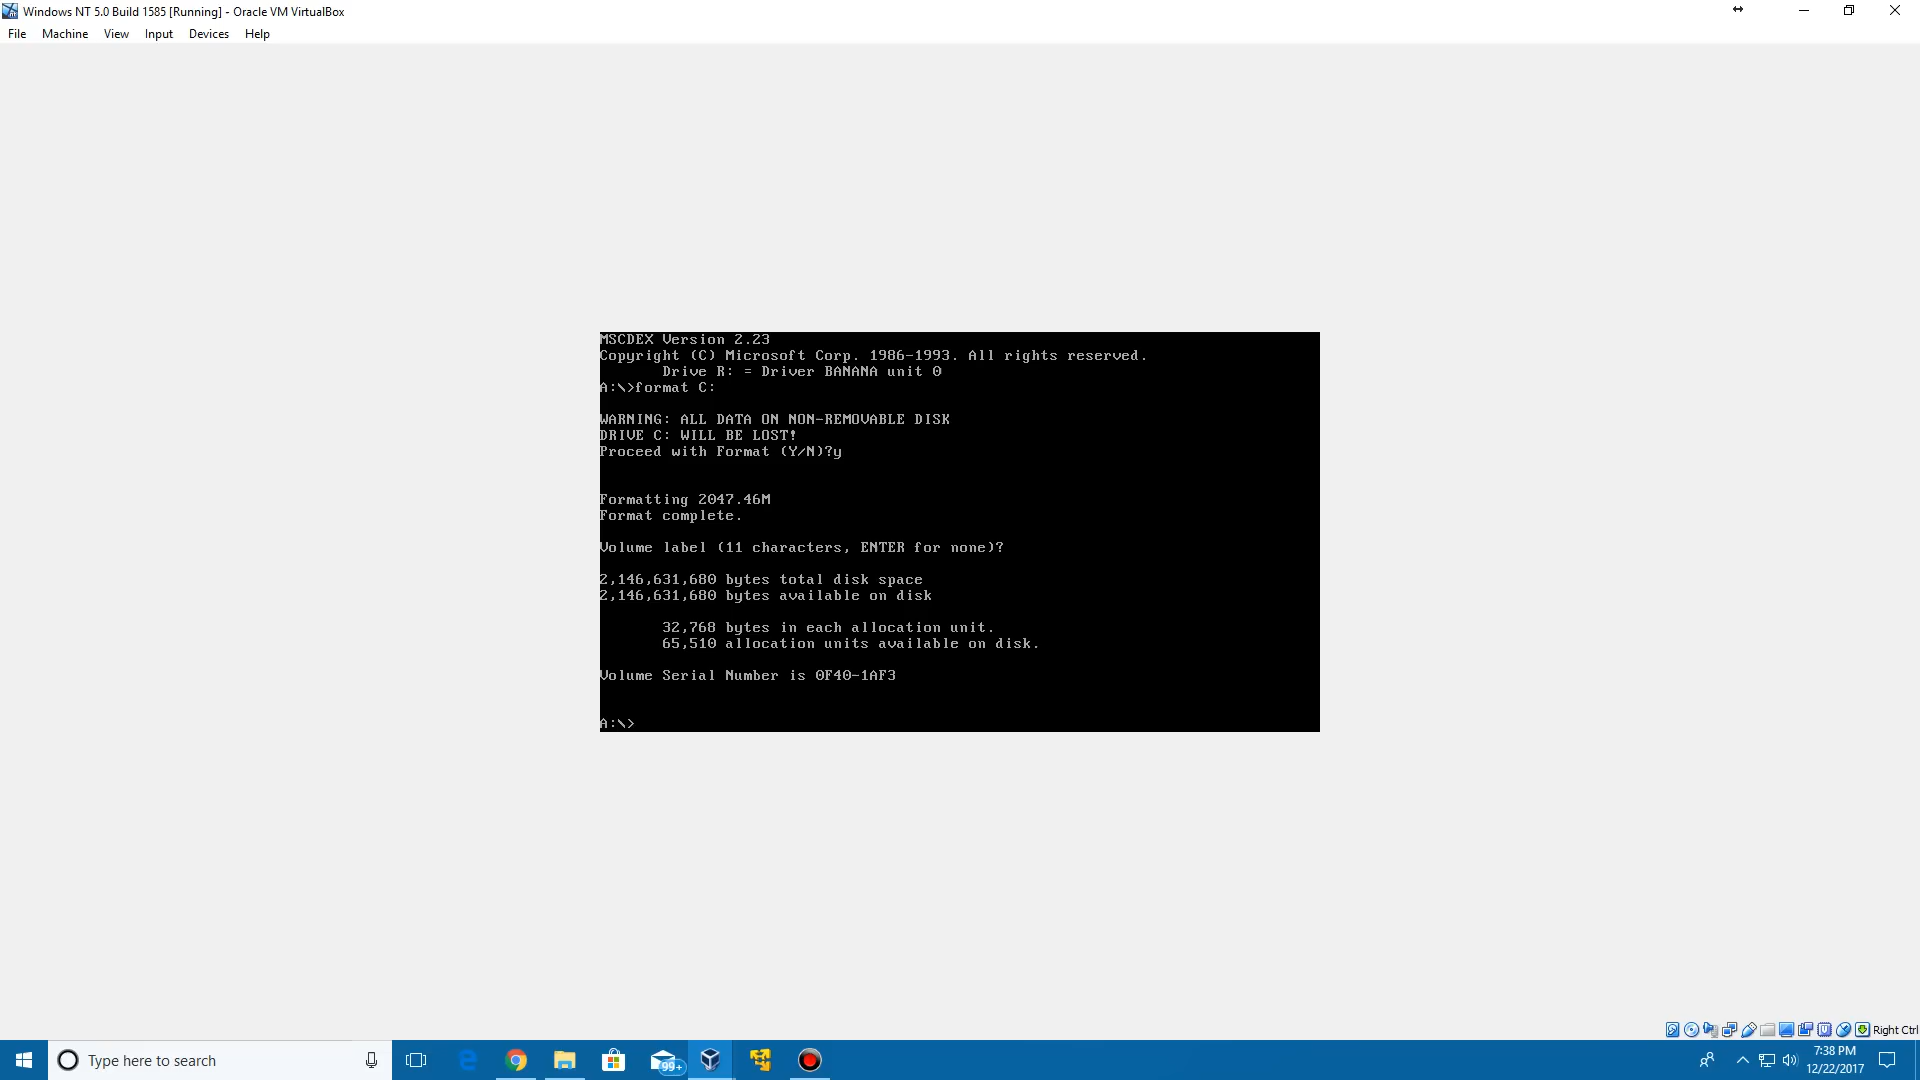 Windows NT 5.0 Build 1585 [Running] - Oracle VM VirtualBox
File Machine View Input Devices Help
MSCDEX Version 2.23
Copyright (C) Microsoft Corp. 1986-1993. All rights reserved.
Drive R: = Driver BANANA unit 0
A:\>format C:
WARNING: ALL DATA ON NON-REMOVABLE DISK
DRIVE C: WILL BE LOST!
Proceed with Format (Y/N)?y
Formatting 2047.46M
Format complete.
Volume label (11 characters, ENTER for none)?
2,146,631,680 bytes total disk space
2,146,631,680 bytes available on disk
32,768 bytes in each allocation unit.
65,510 allocation units available on disk.
Volume Serial Number is 0F40-1AF3
A:\>
Right Ctrl
Type here to search
99+
7:38 PM
12/22/2017